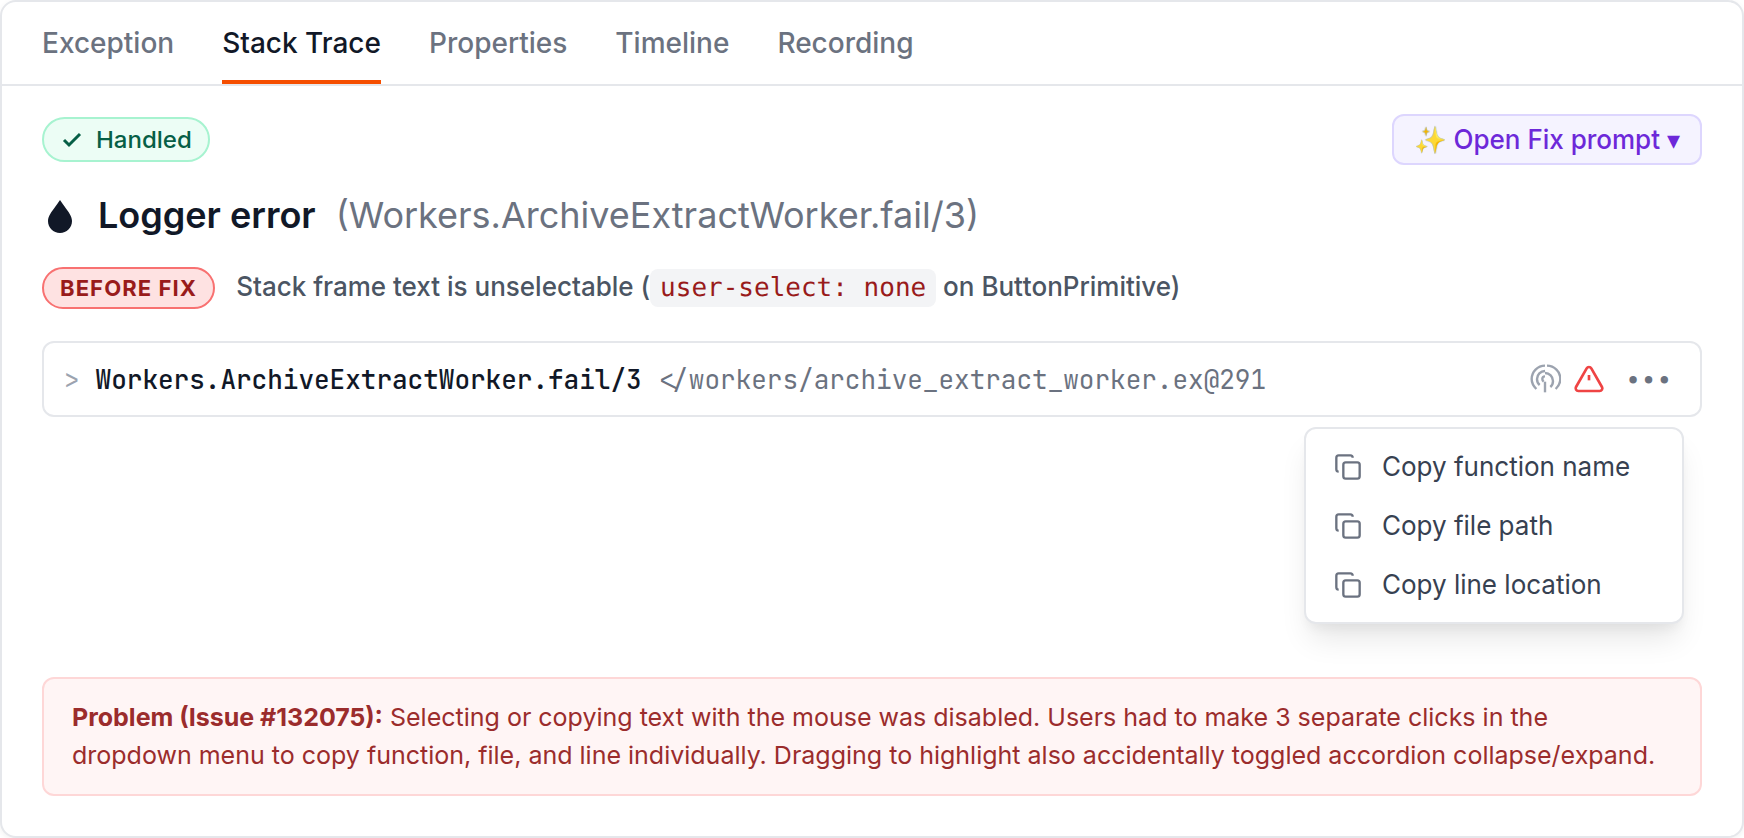 Exception Stack Trace Properties Timeline Recording
✓ Handled
✨ Open Fix prompt ▾
Logger error (Workers.ArchiveExtractWorker.fail/3)
BEFORE FIX Stack frame text is unselectable (user-select: none on ButtonPrimitive)
> Workers.ArchiveExtractWorker.fail/3 </workers/archive_extract_worker.ex@291 •••
Copy function name
Copy file path
Copy line location
Problem (Issue #132075): Selecting or copying text with the mouse was disabled. Users had to make 3 separate clicks in the
dropdown menu to copy function, file, and line individually. Dragging to highlight also accidentally toggled accordion collapse/expand.